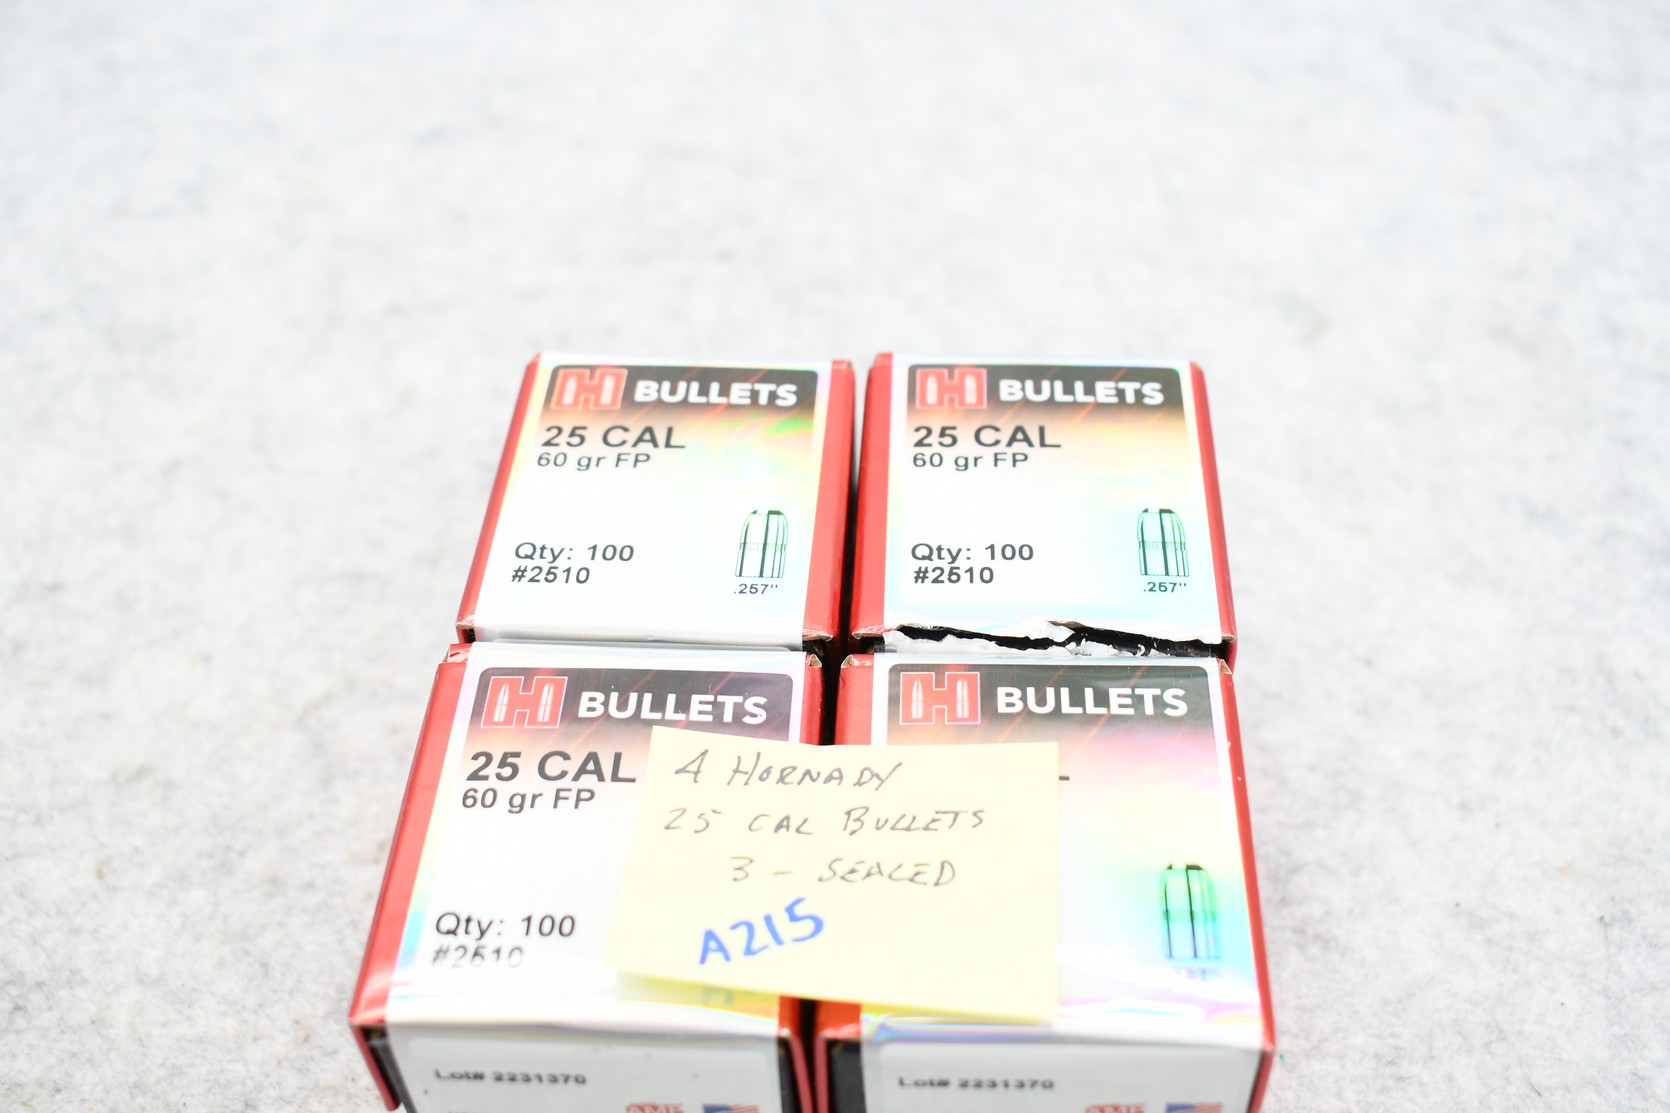 H BULLETS
25 CAL
60 gr FP
Qty: 100
#2510
.257"
H BULLETS
25 CAL
60 gr FP
Qty: 100
#2510
.257"
H BULLETS
25 CAL
60 gr FP
Qty: 100
#2510
Lot# 2231370
H BULLETS
Lot# 2231370
4 HORNADY
25 CAL BULLETS
3 - SEALED
A215